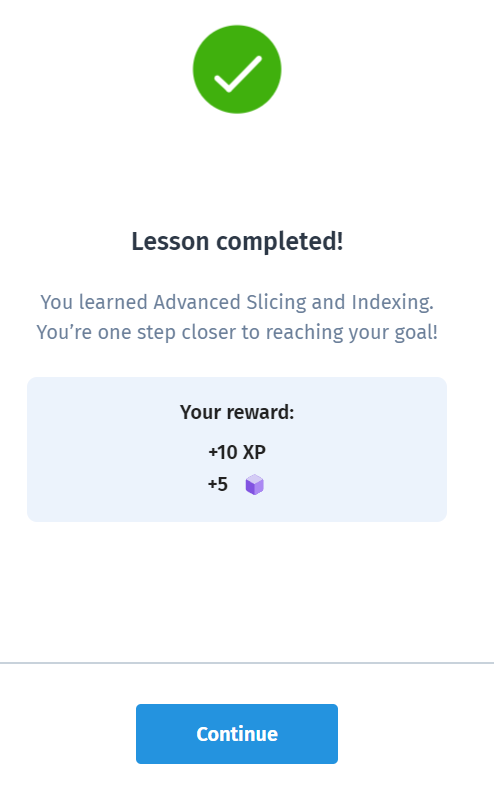 Lesson completed!
You learned Advanced Slicing and Indexing.
You’re one step closer to reaching your goal!
Your reward:
+10 XP
+5
Continue